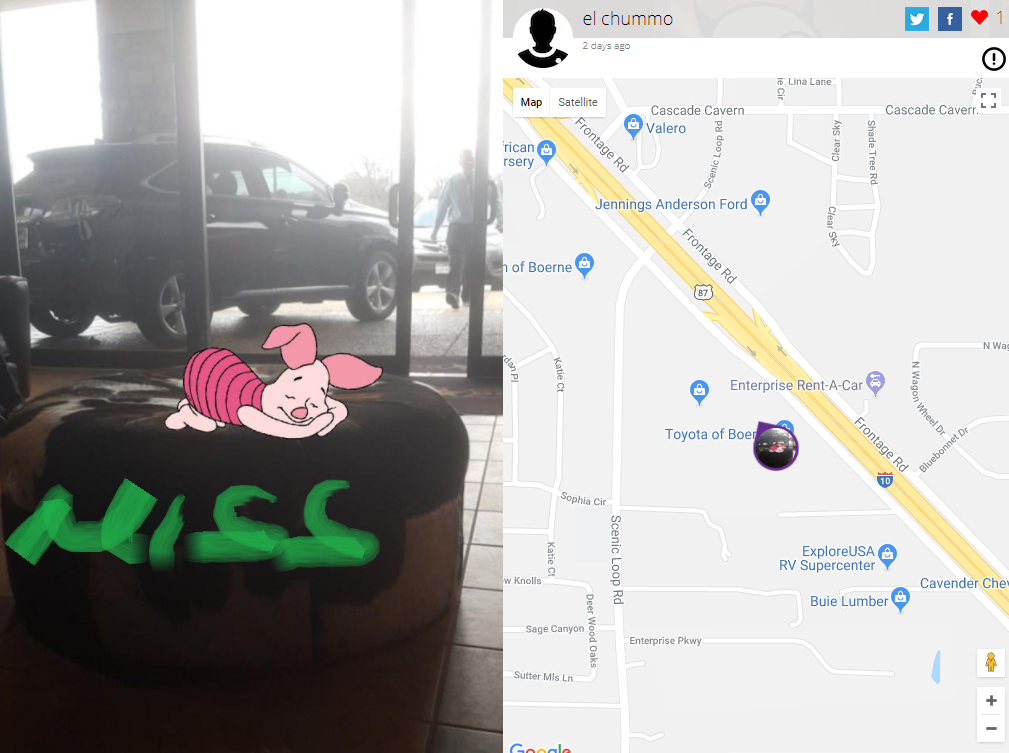 NISS
el chummo
1
2 days ago
Map
Satellite
Lina Lane
Cascade Cavern
Cascade Cavern.
Valero
Frontage Rd
rican
rsery
Scenic Loop Rd
Clear Sky
Shade Tree Rd
Jennings Anderson Ford
Clear Sky
Frontage Rd
n of Boerne
87
N Wag
Katie Ct
Enterprise Rent-A-Car
N Wagon Wheel Dr
Toyota of Boer
Frontage Rd
Bluebonnet Dr
10
Sophia Cir
Scenic Loop Rd
Katie Ct
ExploreUSA
RV Supercenter
w Knolls
Cavender Che
Buie Lumber
Deer Wood Oaks
Sage Canyon
Enterprise Pkwy
Sutter Mls Ln
Google